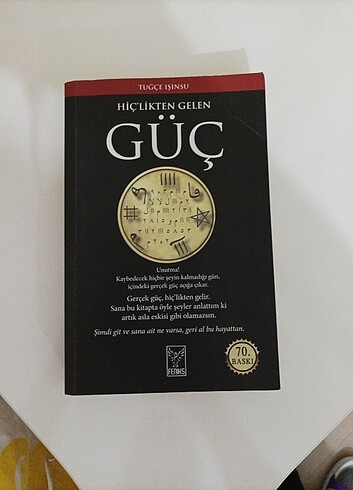 TUĞÇE IŞINSU
HİÇ'LİKTEN GELEN
GÜÇ
Unutma!
Kaybedecek hiçbir şeyin kalmadığı gün,
içindeki gerçek güç açığa çıkar.
Gerçek güç, hiç'likten gelir.
Sana bu kitapta öyle şeyler anlattım ki
artık asla eskisi gibi olamazsın.
Şimdi git ve sana ait ne varsa, geri al bu hayattan.
70.
BASKI
FENİKS